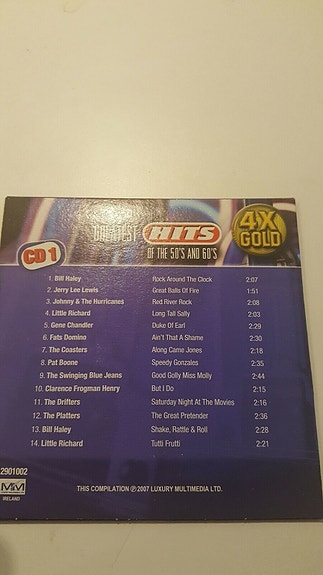 GREATEST HITS 4X
OF THE 50'S AND 60'S GOLD
CD 1
1. Bill Haley Rock Around The Clock 2:07
2. Jerry Lee Lewis Great Balls Of Fire 1:51
3. Johnny & The Hurricanes Red River Rock 2:08
4. Little Richard Long Tall Sally 2:03
5. Gene Chandler Duke Of Earl 2:29
6. Fats Domino Ain't That A Shame 2:30
7. The Coasters Along Came Jones 2:18
8. Pat Boone Speedy Gonzales 2:35
9. The Swinging Blue Jeans Good Golly Miss Molly 2:44
10. Clarence Frogman Henry But I Do 2:15
11. The Drifters Saturday Night At The Movies 2:16
12. The Platters The Great Pretender 2:36
13. Bill Haley Shake, Rattle & Roll 2:28
14. Little Richard Tutti Frutti 2:21
2901002
MM
IRELAND
THIS COMPILATION ℗2007 LUXURY MULTIMEDIA LTD.